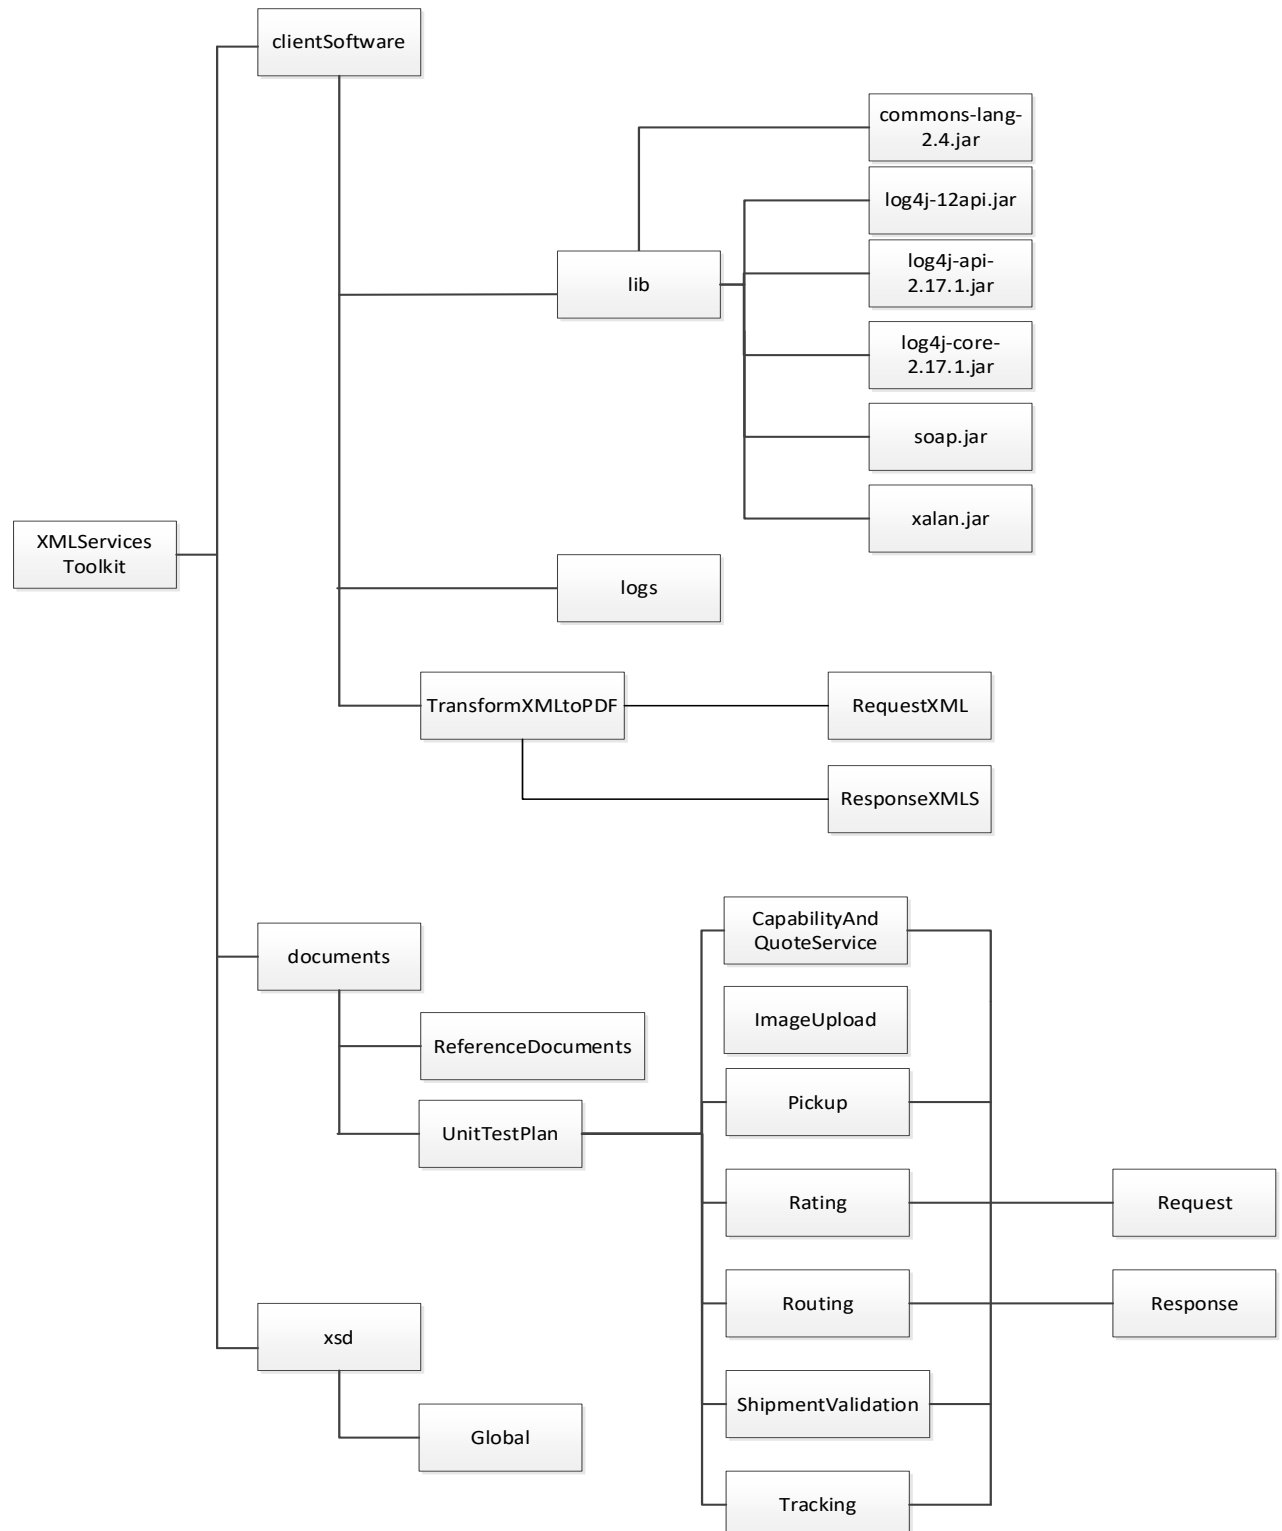 clientSoftware
commons-lang-
2.4.jar
log4j-12api.jar
log4j-api-
2.17.1.jar
lib
log4j-core-
2.17.1.jar
soap.jar
xalan.jar
XMLServices
Toolkit
logs
TransformXMLtoPDF
RequestXML
ResponseXMLS
CapabilityAnd
QuoteService
documents
ImageUpload
ReferenceDocuments
Pickup
UnitTestPlan
Rating
Request
Routing
Response
xsd
ShipmentValidation
Global
Tracking